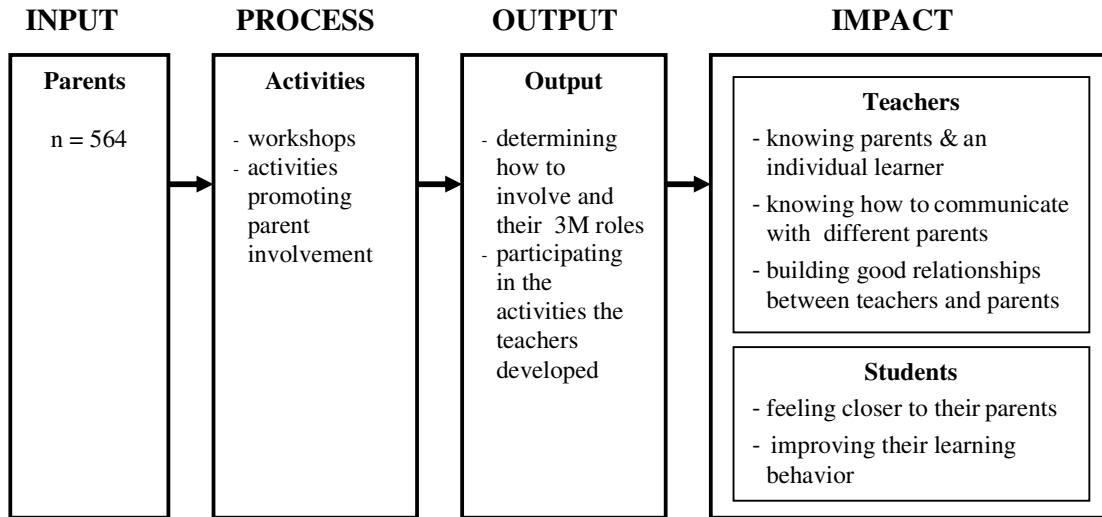 INPUT
PROCESS
OUTPUT
IMPACT
Parents
n = 564
Activities
- workshops
- activities
promoting
parent
involvement
Output
- determining
how to
involve and
their 3M roles
- participating
in the
activities the
teachers
developed
Teachers
- knowing parents & an
individual learner
- knowing how to communicate
with different parents
- building good relationships
between teachers and parents
Students
- feeling closer to their parents
- improving their learning
behavior